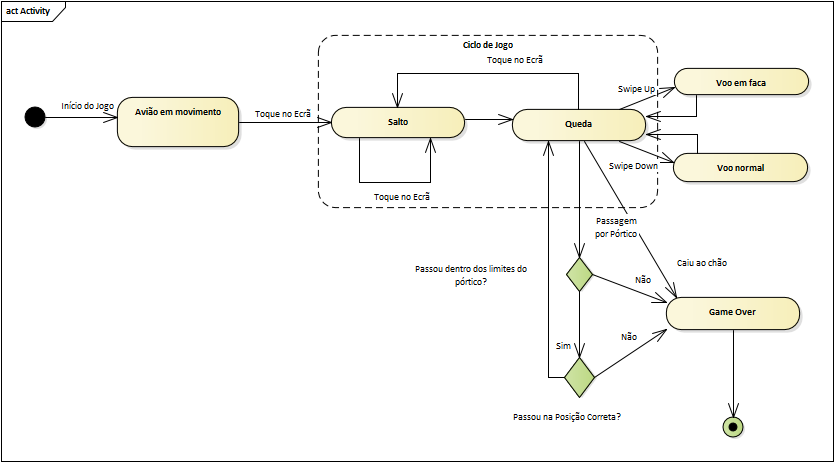 act Activity
Ciclo de Jogo
Toque no Ecrã
Swipe Up
Voo em faca
Início do Jogo
Avião em movimento
Toque no Ecrã
Salto
Queda
Swipe Down
Voo normal
Toque no Ecrã
Passagem
por Pórtico
Passou dentro dos limites do
pórtico?
Caiu ao chão
Não
Game Over
Não
Sim
Passou na Posição Correta?